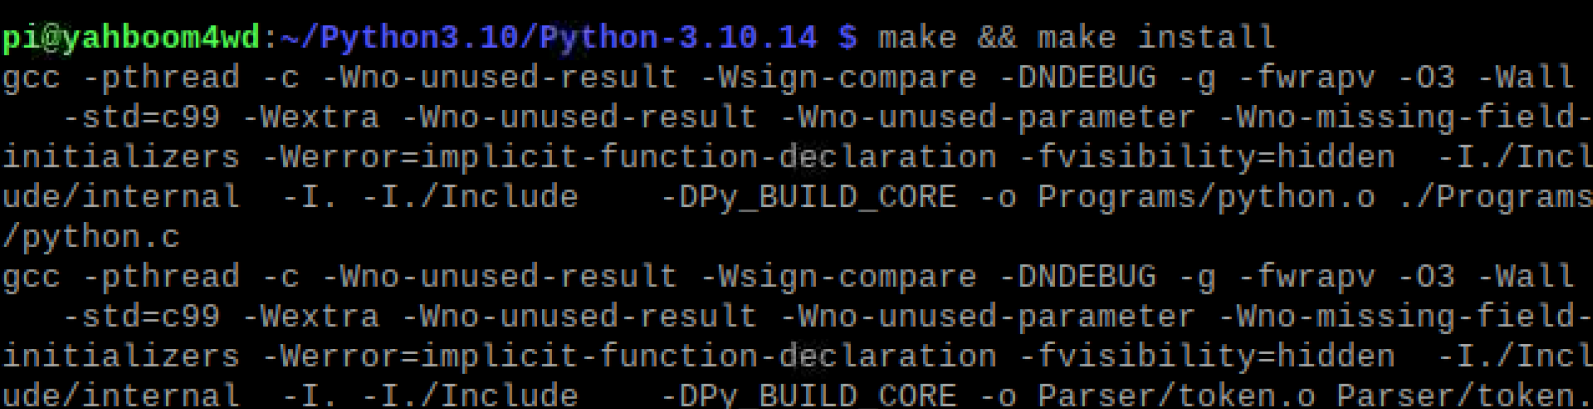 pi@yahboom4wd:~/Python3.10/Python-3.10.14 $ make && make install
gcc -pthread -c -Wno-unused-result -Wsign-compare -DNDEBUG -g -fwrapv -O3 -Wall
-std=c99 -Wextra -Wno-unused-result -Wno-unused-parameter -Wno-missing-field-
initializers -Werror=implicit-function-declaration -fvisibility=hidden -I./Incl
ude/internal -I. -I./Include -DPy_BUILD_CORE -o Programs/python.o ./Programs
/python.c
gcc -pthread -c -Wno-unused-result -Wsign-compare -DNDEBUG -g -fwrapv -O3 -Wall
-std=c99 -Wextra -Wno-unused-result -Wno-unused-parameter -Wno-missing-field-
initializers -Werror=implicit-function-declaration -fvisibility=hidden -I./Incl
ude/internal -I. -I./Include -DPy_BUILD_CORE -o Parser/token.o Parser/token.